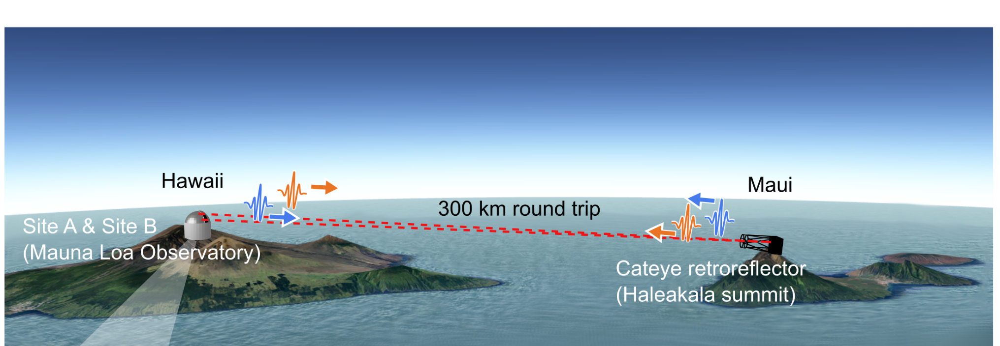 Hawaii
Maui
300 km round trip
Site A & Site B
(Mauna Loa Observatory)
Cateye retroreflector
(Haleakala summit)